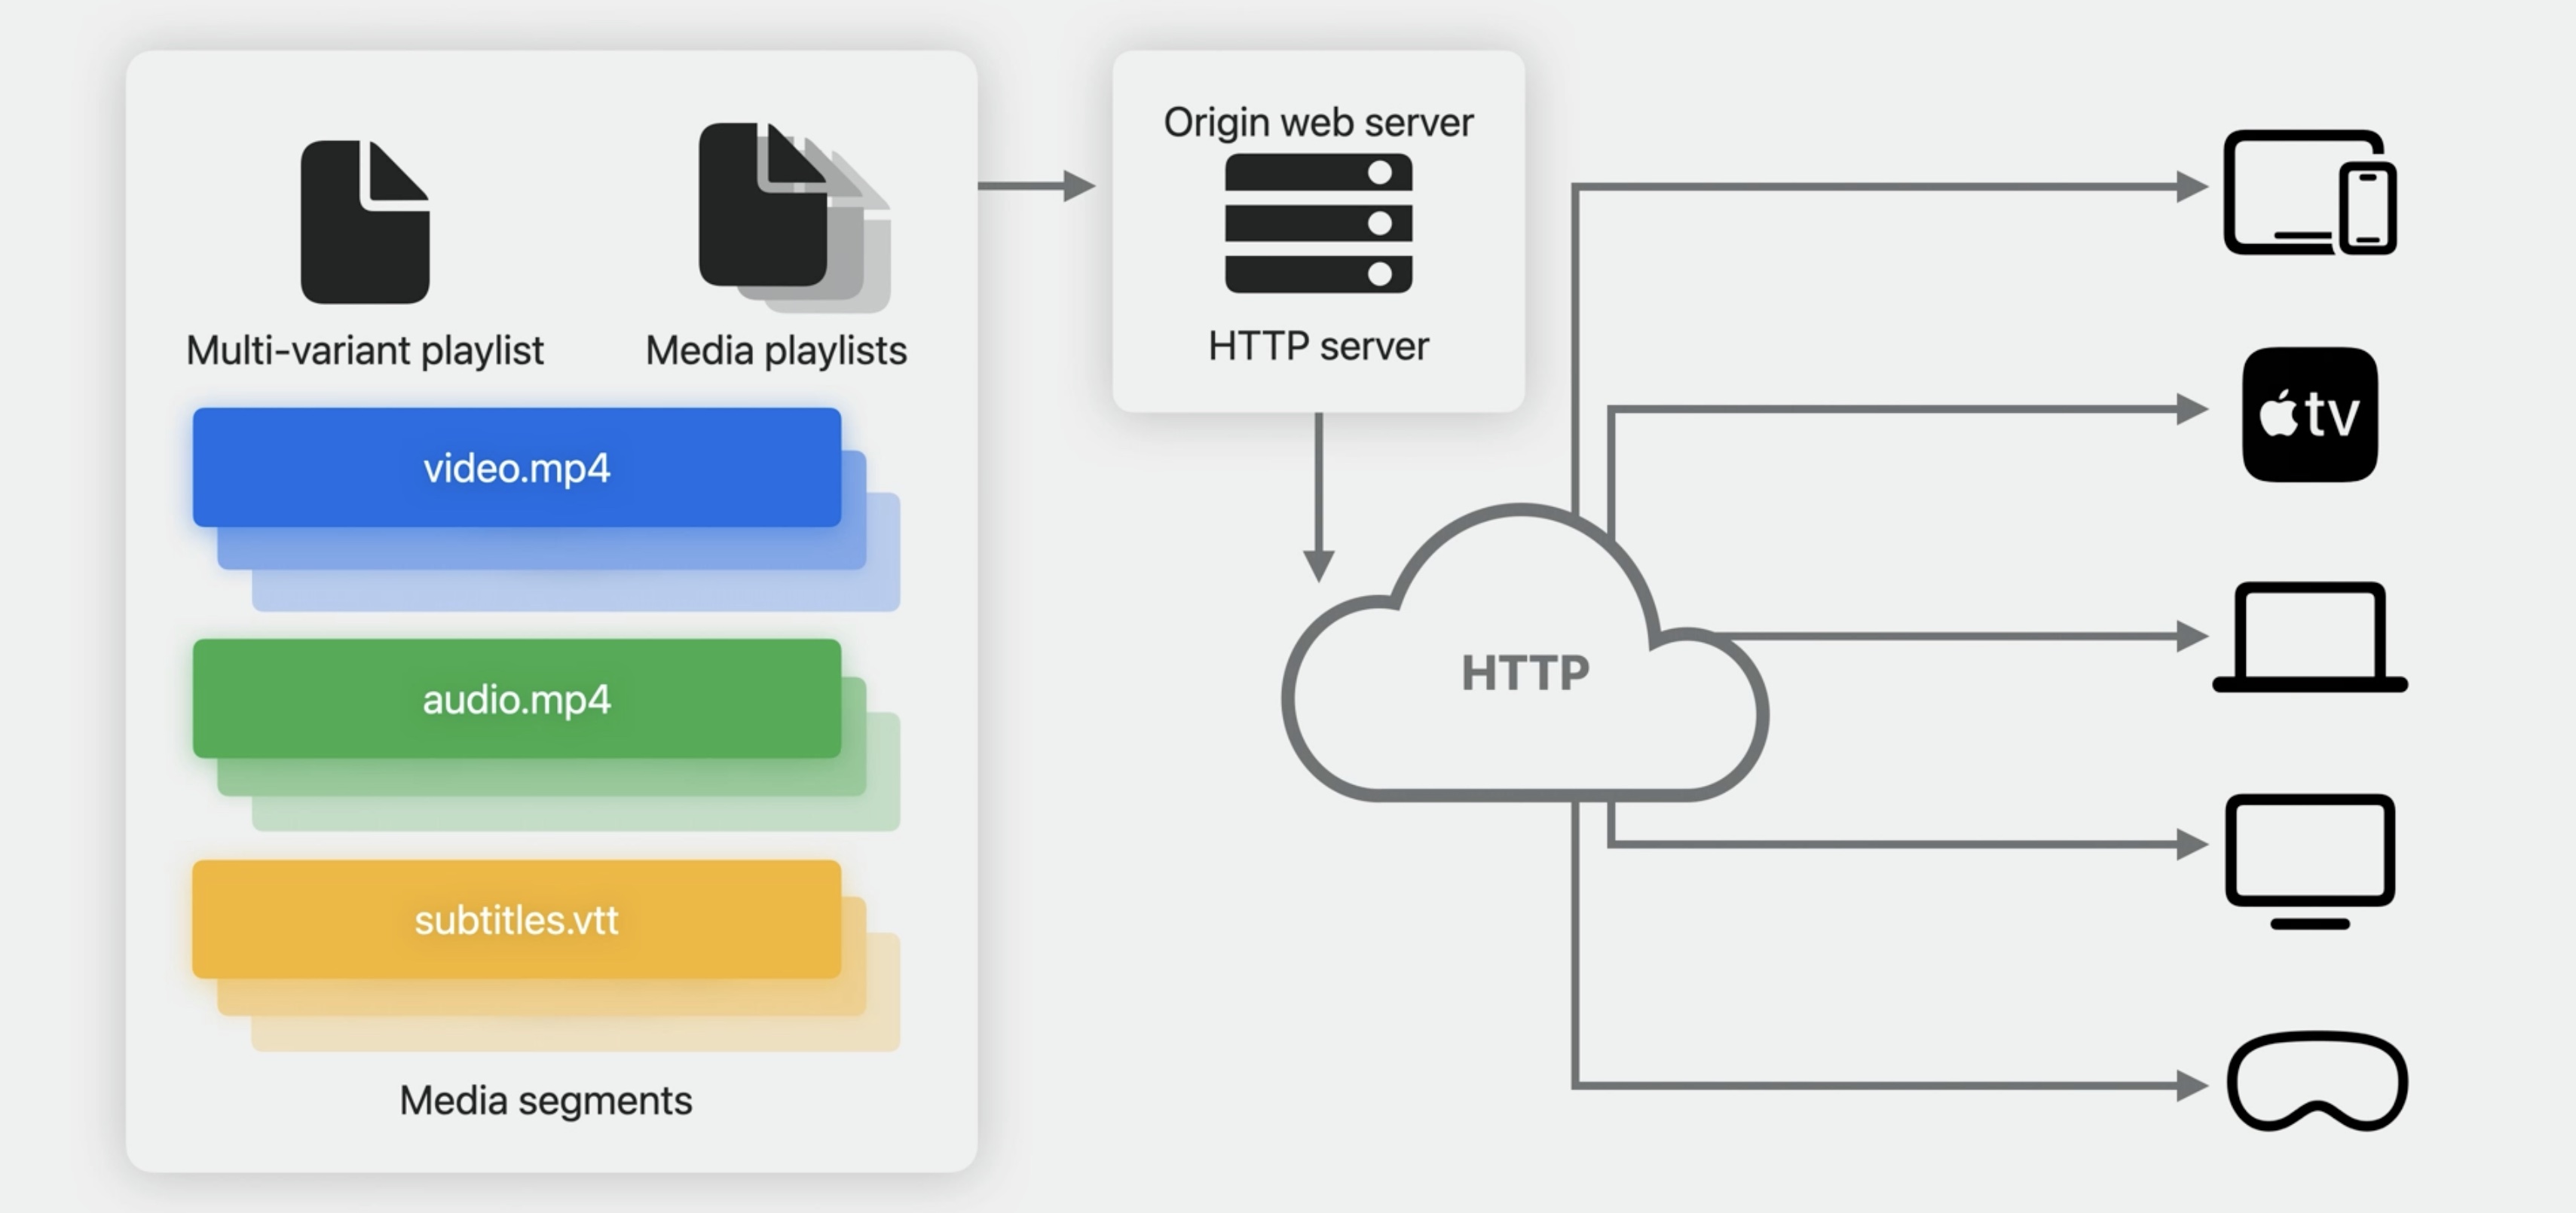 Multi-variant playlist
Media playlists
video.mp4
audio.mp4
subtitles.vtt
Media segments
Origin web server
HTTP server
HTTP
tv